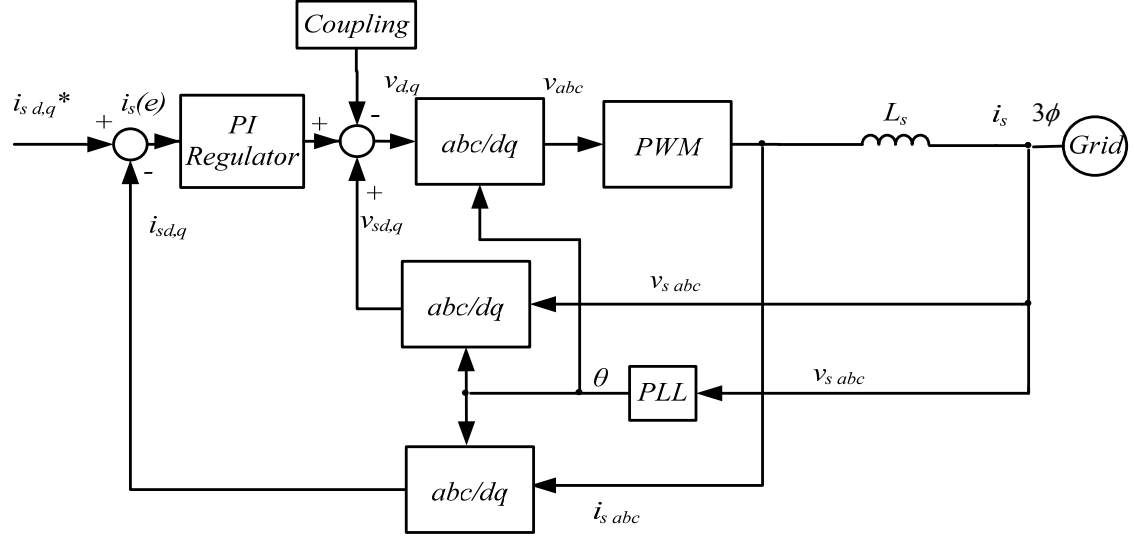 Coupling
i_s d,q*
+
i_s(e)
PI
Regulator
+
-
v_d,q
abc/dq
v_abc
PWM
L_s
i_s
3ϕ
Grid
-
+
i_sd,q
v_sd,q
abc/dq
v_s abc
θ
PLL
v_s abc
abc/dq
i_s abc